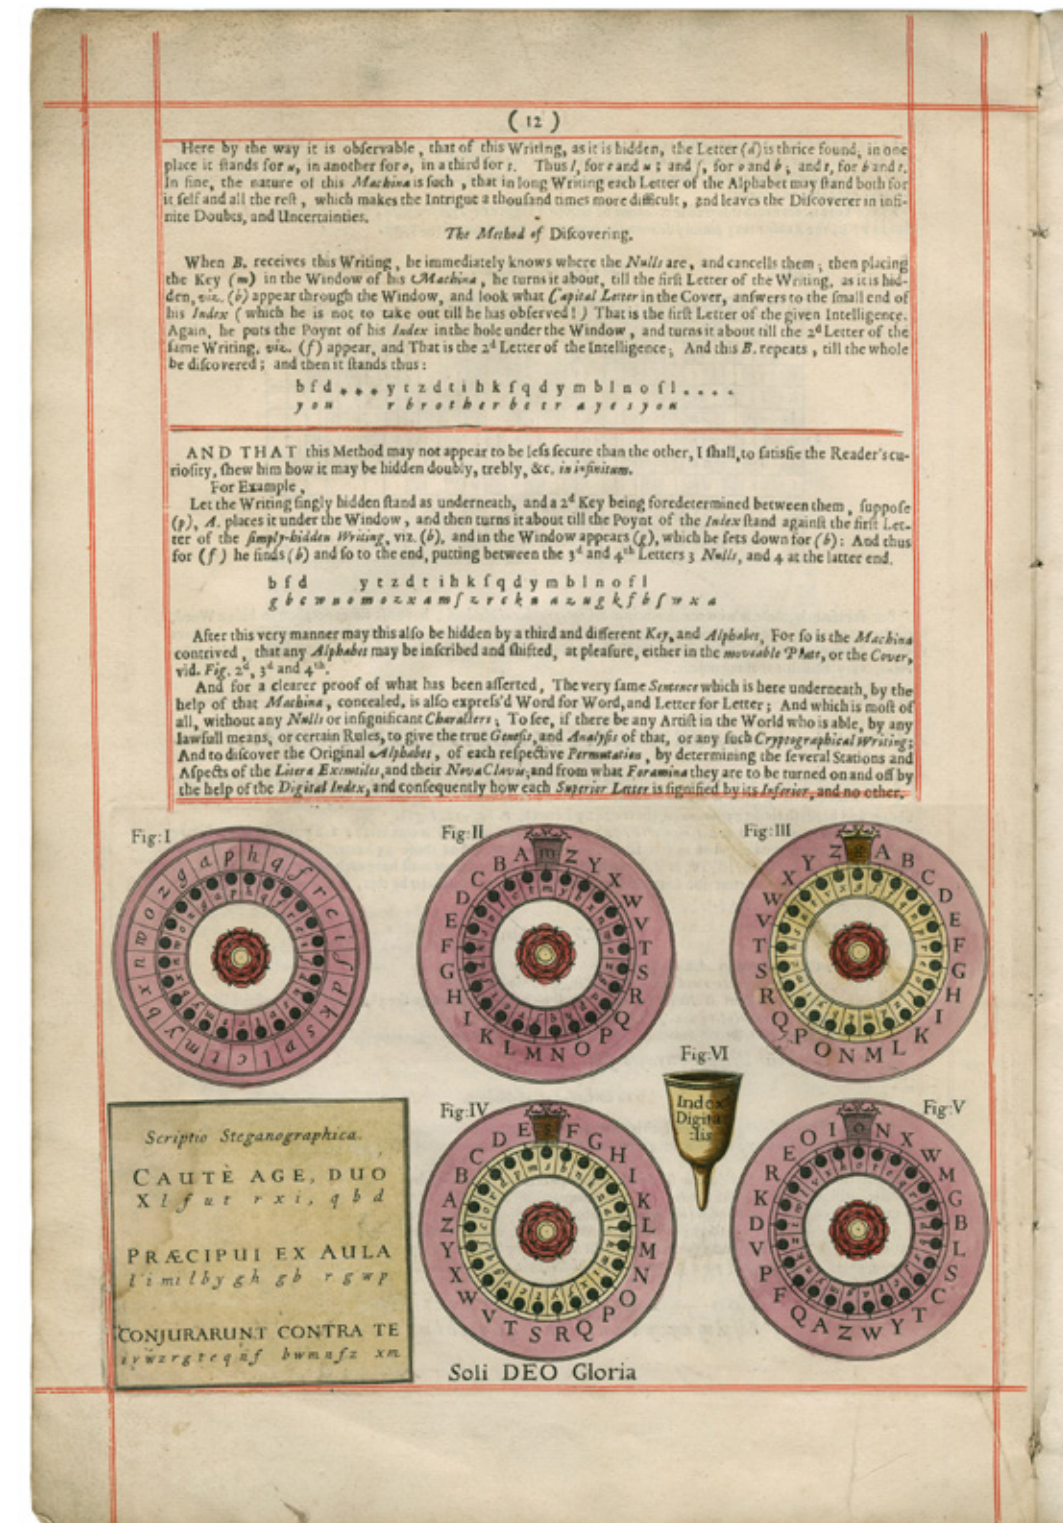 ( 12 )
Here by the way it is obſervable, that of this Writing, as it is hidden, the Letter (d) is thrice found, in one
place it ſtands for u, in another for o, in a third for t. Thus l, for e and u; and ſ, for o and b; and t, for b and r.
In fine, the nature of this Machina is ſuch, that in long Writing each Letter of the Alphabet may ſtand both for
it ſelf and all the reſt, which makes the Intrigue a thouſand times more difficult, and leaves the Diſcoverer in infi-
nite Doubts, and Uncertainties.
The Method of Diſcovering.
When B. receives this Writing, he immediately knows where the Nulls are, and cancells them; then placing
the Key (m) in the Window of his Machina, he turns it about, till the firſt Letter of the Writing, as it is hid-
den, viz. (b) appear through the Window, and look what Capital Letter in the Cover, anſwers to the ſmall end of
his Index (which he is not to take out till he has obſerved!) That is the firſt Letter of the given Intelligence.
Again, he puts the Poynt of his Index in the hole under the Window, and turns it about till the 2d Letter of the
ſame Writing, viz. (f) appear, and That is the 2d Letter of the Intelligence; And this B. repeats, till the whole
be diſcovered; and then it ſtands thus:
b f d * * * y t z d t i h k ſ q d y m b l n o ſ l . . . .
y o u r b r o t h e r b e t r a y e s y o u
AND THAT this Method may not appear to be leſs ſecure than the other, I ſhall, to ſatisfie the Reader's cu-
rioſity, ſhew him how it may be hidden doubly, trebly, &c. in infinitum.
For Example,
Let the Writing ſingly hidden ſtand as underneath, and a 2d Key being foredetermined between them, ſuppoſe
(p), A. places it under the Window, and then turns it about till the Poynt of the Index ſtand againſt the firſt Let-
ter of the ſimply-hidden Writing, viz. (b), and in the Window appears (g), which he ſets down for (b): And thus
for (f) he finds (b) and ſo to the end, putting between the 3d and 4th Letters 3 Nulls, and 4 at the latter end.
b f d y t z d t i h k ſ q d y m b l n o f l
g b c w n o m o z x a m ſ z r c k n a z u g k f b ſ w x a
After this very manner may this alſo be hidden by a third and different Key, and Alphabet, For ſo is the Machina
contrived, that any Alphabet may be inſcribed and ſhifted, at pleaſure, either in the moveable Plate, or the Cover,
vid. Fig. 2d, 3d and 4th.
And for a clearer proof of what has been aſſerted, The very ſame Sentence which is here underneath, by the
help of that Machina, concealed, is alſo expreſs'd Word for Word, and Letter for Letter; And which is moſt of
all, without any Nulls or inſignificant Characters; To ſee, if there be any Artiſt in the World who is able, by any
lawfull means, or certain Rules, to give the true Geneſis, and Analyſis of that, or any ſuch Cryptographical Writing;
And to diſcover the Original Alphabet, of each reſpective Permutation, by determining the ſeveral Stations and
Aſpects of the Litera Exemtiles, and their Nova Clavis; and from what Foramina they are to be turned on and off by
the help of the Digital Index, and conſequently how each Superior Letter is ſignified by its Inferior, and no other.
Fig:I
Fig:II
A B C D E F G H I K L M N O P Q R S T V W X Y Z
m
Fig:III
A B C D E F G H I K L M N O P Q R S T V W X Y Z
g
Fig:IV
F G H I K L M N O P Q R S T V W X Y Z A B C D E
s
Fig:VI
Index
Digita
:lis
Fig:V
N X W M G B L S C T Y W Z A Q F P V D K R E O I
o
Scriptio Steganographica.
CAUTÈ AGE, DUO
X l f u t r x i, q b d
PRÆCIPUI EX AULA
l i m i l b y g h g b r g w p
CONJURARUNT CONTRA TE
i y w z r g t e q n f b w m n f z x m
Soli DEO Gloria